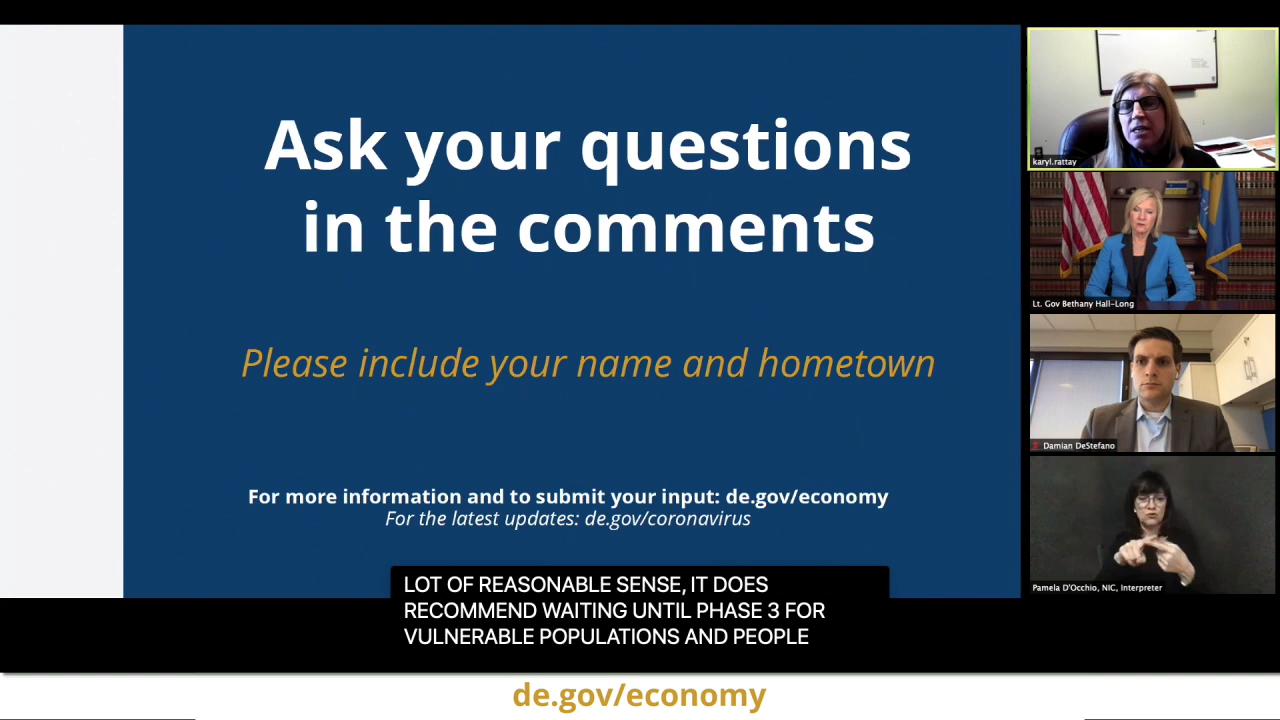 Ask your questions
in the comments
Please include your name and hometown
For more information and to submit your input: de.gov/economy
For the latest updates: de.gov/coronavirus
LOT OF REASONABLE SENSE, IT DOES
RECOMMEND WAITING UNTIL PHASE 3 FOR
VULNERABLE POPULATIONS AND PEOPLE
de.gov/economy
karyl.rattay
Lt. Gov Bethany Hall-Long
Damian DeStefano
Pamela D'Occhio, NIC, Interpreter